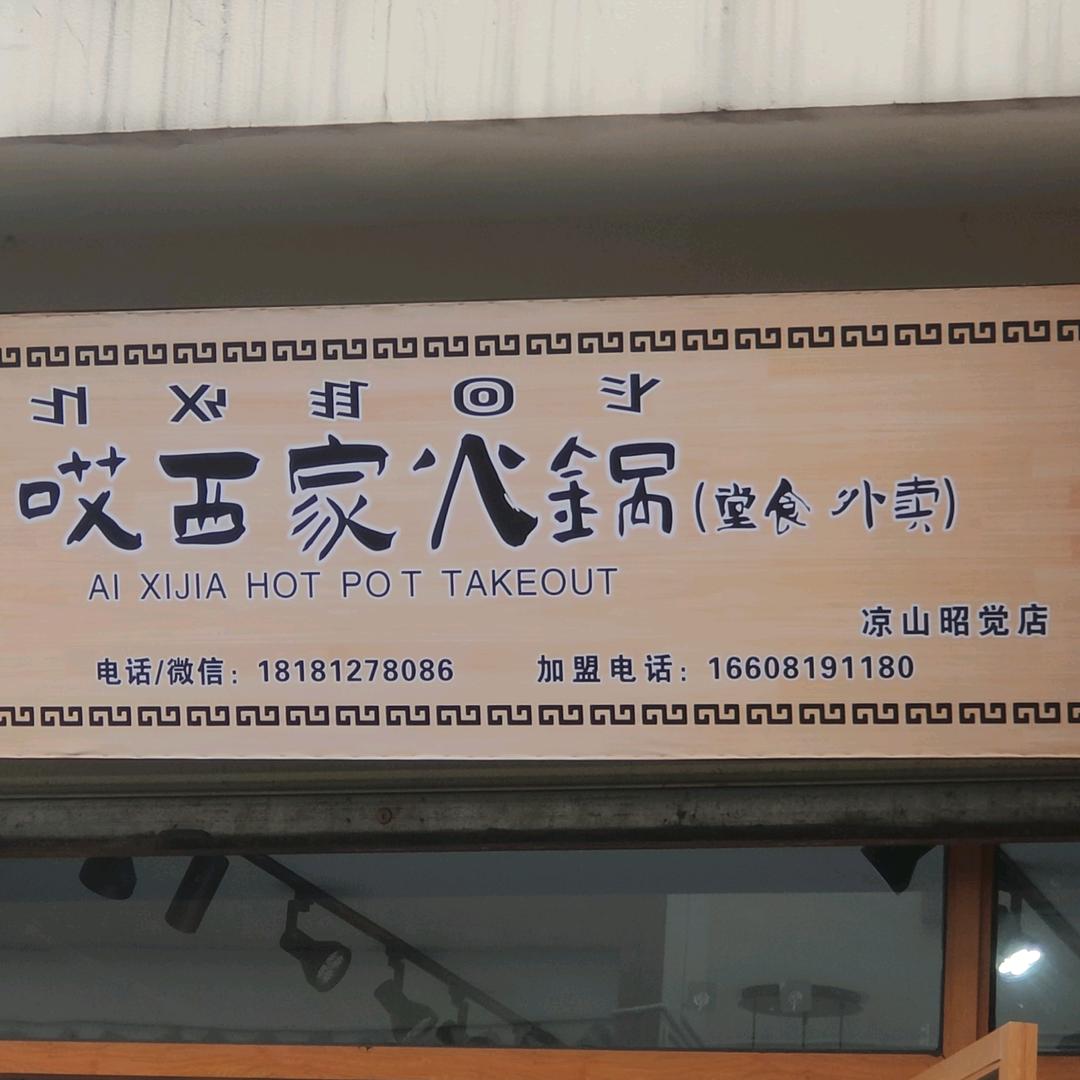 哎西家火锅(堂食 外卖)
AI XIJIA HOT POT TAKEOUT
凉山昭觉店
电话/微信：18181278086 加盟电话：16608191180